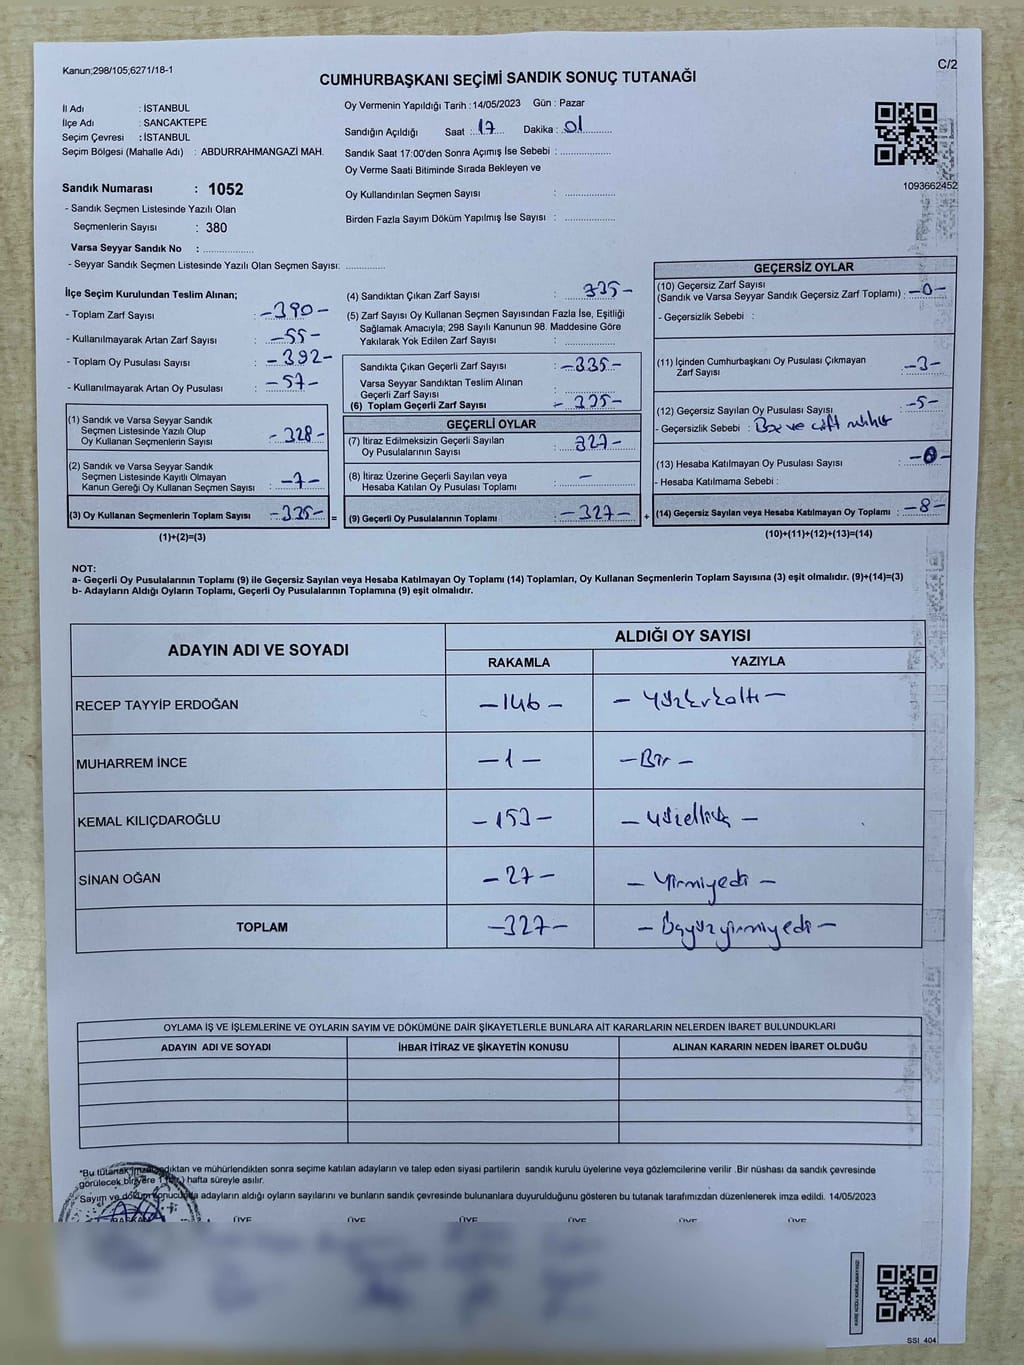 Kanun;298/105;6271/18-1
C/2
CUMHURBAŞKANI SEÇİMİ SANDIK SONUÇ TUTANAĞI
İl Adı : İSTANBUL
İlçe Adı : SANCAKTEPE
Seçim Çevresi : İSTANBUL
Seçim Bölgesi (Mahalle Adı) : ABDURRAHMANGAZİ MAH.
Oy Vermenin Yapıldığı Tarih : 14/05/2023 Gün : Pazar
Sandığın Açıldığı Saat : 17 Dakika : 01
Sandık Saat 17:00'den Sonra Açımış İse Sebebi :
Oy Verme Saati Bitiminde Sırada Bekleyen ve
Oy Kullandırılan Seçmen Sayısı :
Birden Fazla Sayım Döküm Yapılmış İse Sayısı :
1093662452
Sandık Numarası : 1052
- Sandık Seçmen Listesinde Yazılı Olan
Seçmenlerin Sayısı : 380
Varsa Seyyar Sandık No :
- Seyyar Sandık Seçmen Listesinde Yazılı Olan Seçmen Sayısı:
İlçe Seçim Kurulundan Teslim Alınan;
- Toplam Zarf Sayısı : -390-
- Kullanılmayarak Artan Zarf Sayısı : -55-
- Toplam Oy Pusulası Sayısı : -392-
- Kullanılmayarak Artan Oy Pusulası : -57-
(1) Sandık ve Varsa Seyyar Sandık
Seçmen Listesinde Yazılı Olup
Oy Kullanan Seçmenlerin Sayısı : -328-
(2) Sandık ve Varsa Seyyar Sandık
Seçmen Listesinde Kayıtlı Olmayan
Kanun Gereği Oy Kullanan Seçmen Sayısı : -7-
(3) Oy Kullanan Seçmenlerin Toplam Sayısı : -335- =
(1)+(2)=(3)
(4) Sandıktan Çıkan Zarf Sayısı : 335-
(5) Zarf Sayısı Oy Kullanan Seçmen Sayısından Fazla İse, Eşitliği
Sağlamak Amacıyla; 298 Sayılı Kanunun 98. Maddesine Göre
Yakılarak Yok Edilen Zarf Sayısı :
Sandıkta Çıkan Geçerli Zarf Sayısı : -335-
Varsa Seyyar Sandıktan Teslim Alınan
Geçerli Zarf Sayısı :
(6) Toplam Geçerli Zarf Sayısı : -335-
GEÇERLİ OYLAR
(7) İtiraz Edilmeksizin Geçerli Sayılan
Oy Pusulalarının Sayısı : 327-
(8) İtiraz Üzerine Geçerli Sayılan veya
Hesaba Katılan Oy Pusulası Toplamı : -
(9) Geçerli Oy Pusulalarının Toplamı : -327- +
GEÇERSİZ OYLAR
(10) Geçersiz Zarf Sayısı
(Sandık ve Varsa Seyyar Sandık Geçersiz Zarf Toplamı) : -0-
- Geçersizlik Sebebi :
(11) İçinden Cumhurbaşkanı Oy Pusulası Çıkmayan
Zarf Sayısı : -3-
(12) Geçersiz Sayılan Oy Pusulası Sayısı : -5-
- Geçersizlik Sebebi : Boş ve çift mühür
(13) Hesaba Katılmayan Oy Pusulası Sayısı : -0-
- Hesaba Katılmama Sebebi :
(14) Geçersiz Sayılan veya Hesaba Katılmayan Oy Toplamı : -8-
(10)+(11)+(12)+(13)=(14)
NOT:
a- Geçerli Oy Pusulalarının Toplamı (9) ile Geçersiz Sayılan veya Hesaba Katılmayan Oy Toplamı (14) Toplamları, Oy Kullanan Seçmenlerin Toplam Sayısına (3) eşit olmalıdır. (9)+(14)=(3)
b- Adayların Aldığı Oyların Toplamı, Geçerli Oy Pusulalarının Toplamına (9) eşit olmalıdır.
ADAYIN ADI VE SOYADI ALDIĞI OY SAYISI
RAKAMLA YAZIYLA
RECEP TAYYİP ERDOĞAN -146- -Yüzkırkaltı-
MUHARREM İNCE -1- -Bir-
KEMAL KILIÇDAROĞLU -153- -Yüzelliüç-
SİNAN OĞAN -27- -Yirmiyedi-
TOPLAM -327- -Üçyüzyirmiyedi-
OYLAMA İŞ VE İŞLEMLERİNE VE OYLARIN SAYIM VE DÖKÜMÜNE DAİR ŞİKAYETLERLE BUNLARA AİT KARARLARIN NELERDEN İBARET BULUNDUKLARI
ADAYIN ADI VE SOYADI İHBAR İTİRAZ VE ŞİKAYETİN KONUSU ALINAN KARARIN NEDEN İBARET OLDUĞU
*Bu tutanak imzalandıktan ve mühürlendikten sonra seçime katılan adayların ve talep eden siyasi partilerin sandık kurulu üyelerine veya gözlemcilerine verilir .Bir nüshası da sandık çevresinde
görülecek bir yere 1 (bir) hafta süreyle asılır.
Sayım ve döküm sonucunda adayların aldığı oyların sayılarını ve bunların sandık çevresinde bulunanlara duyurulduğunu gösteren bu tutanak tarafımızdan düzenlenerek imza edildi. 14/05/2023
BAŞKAN ÜYE ÜYE ÜYE ÜYE ÜYE ÜYE
SSI_404